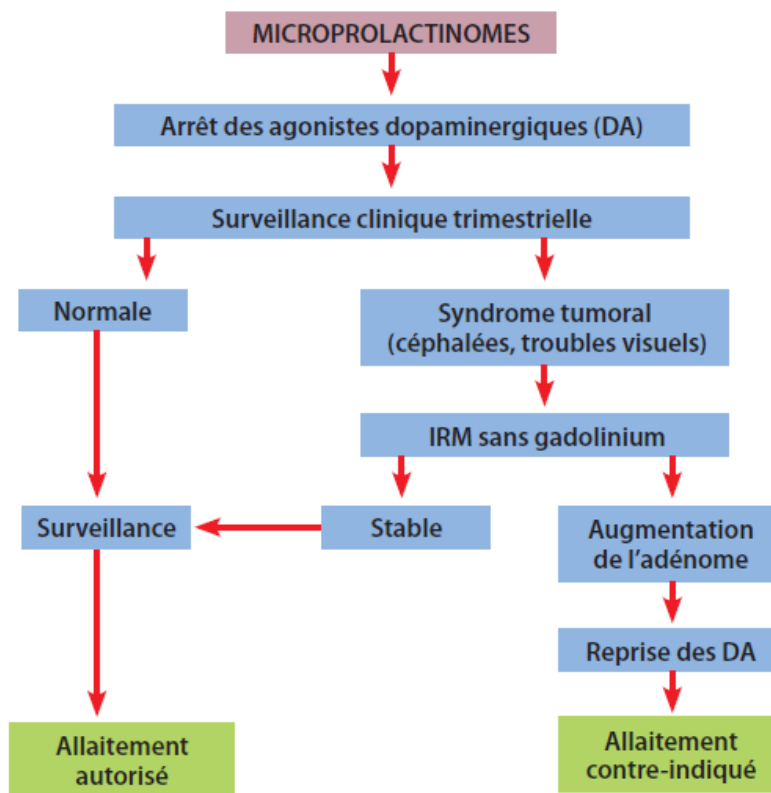 MICROPROLACTINOMES
Arrêt des agonistes dopaminergiques (DA)
Surveillance clinique trimestrielle
Normale
Syndrome tumoral
(céphalées, troubles visuels)
IRM sans gadolinium
Surveillance
Stable
Augmentation
de l’adénome
Reprise des DA
Allaitement
autorisé
Allaitement
contre-indiqué